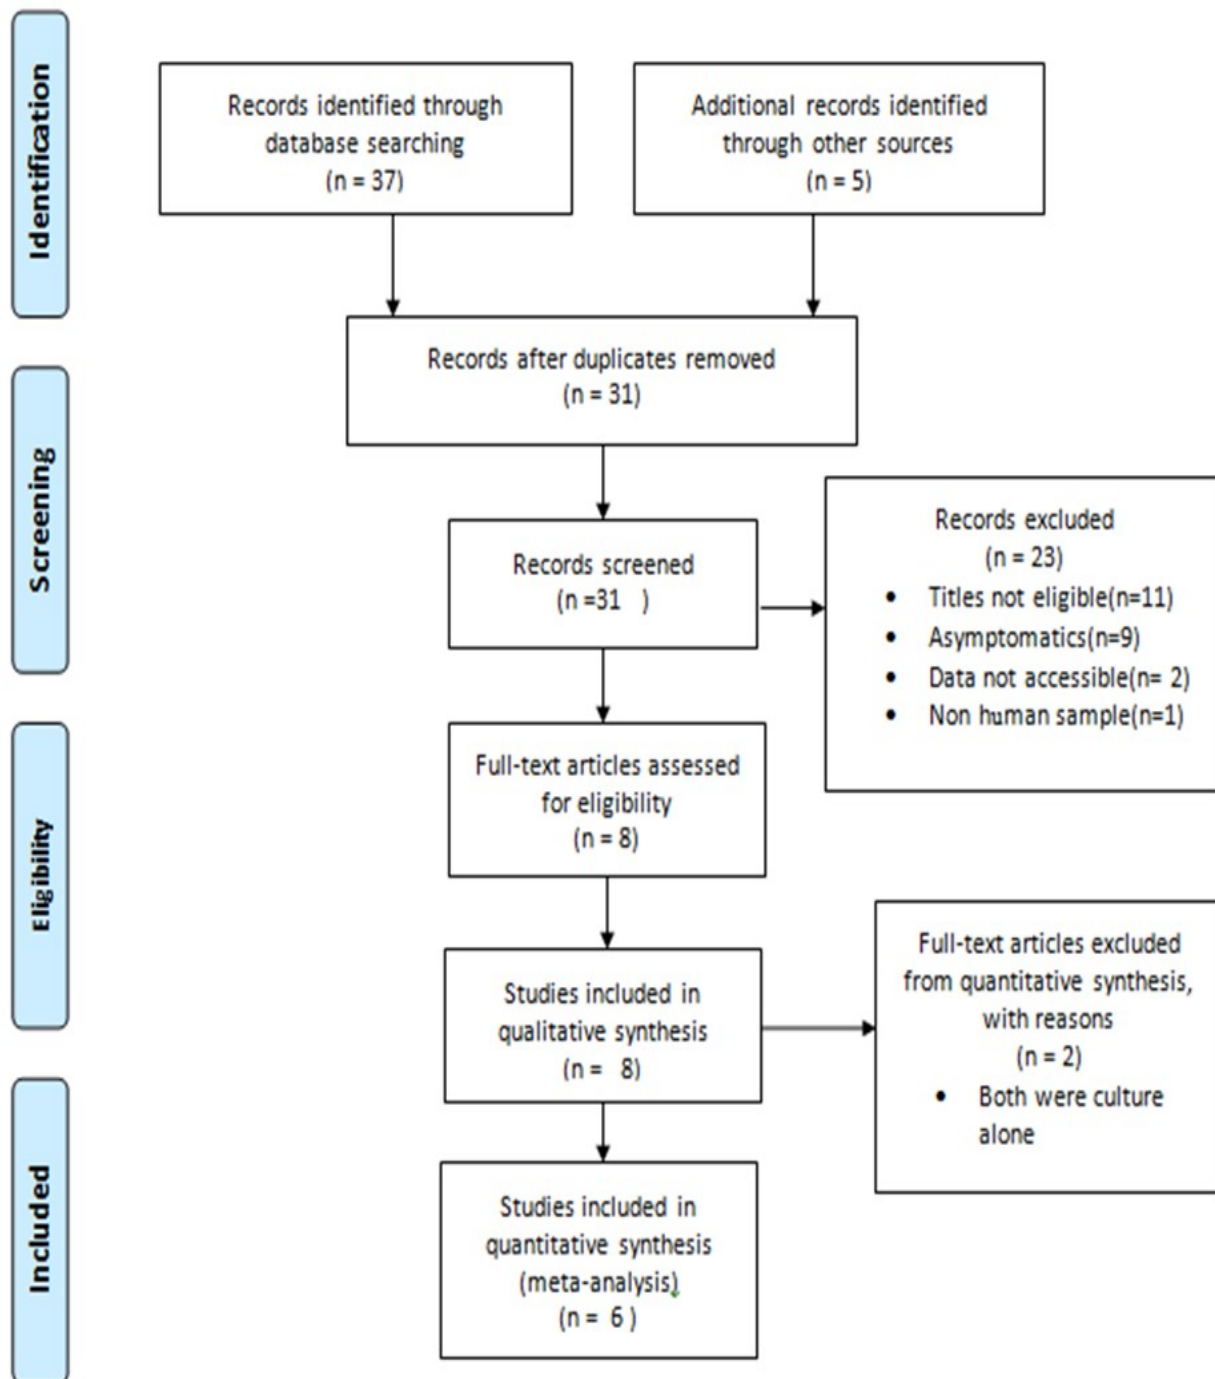 Identification
Records identified through
database searching
(n = 37)
Additional records identified
through other sources
(n = 5)
Records after duplicates removed
(n = 31)
Screening
Records screened
(n =31   )
Records excluded
(n = 23)
• Titles not eligible(n=11)
• Asymptomatics(n=9)
• Data not accessible(n= 2)
• Non human sample(n=1)
Eligibility
Full-text articles assessed
for eligibility
(n = 8)
Studies included in
qualitative synthesis
(n =   8)
Full-text articles excluded
from quantitative synthesis,
with reasons
(n = 2)
• Both were culture
alone
Included
Studies included in
quantitative synthesis
(meta-analysis)
(n =  6 )